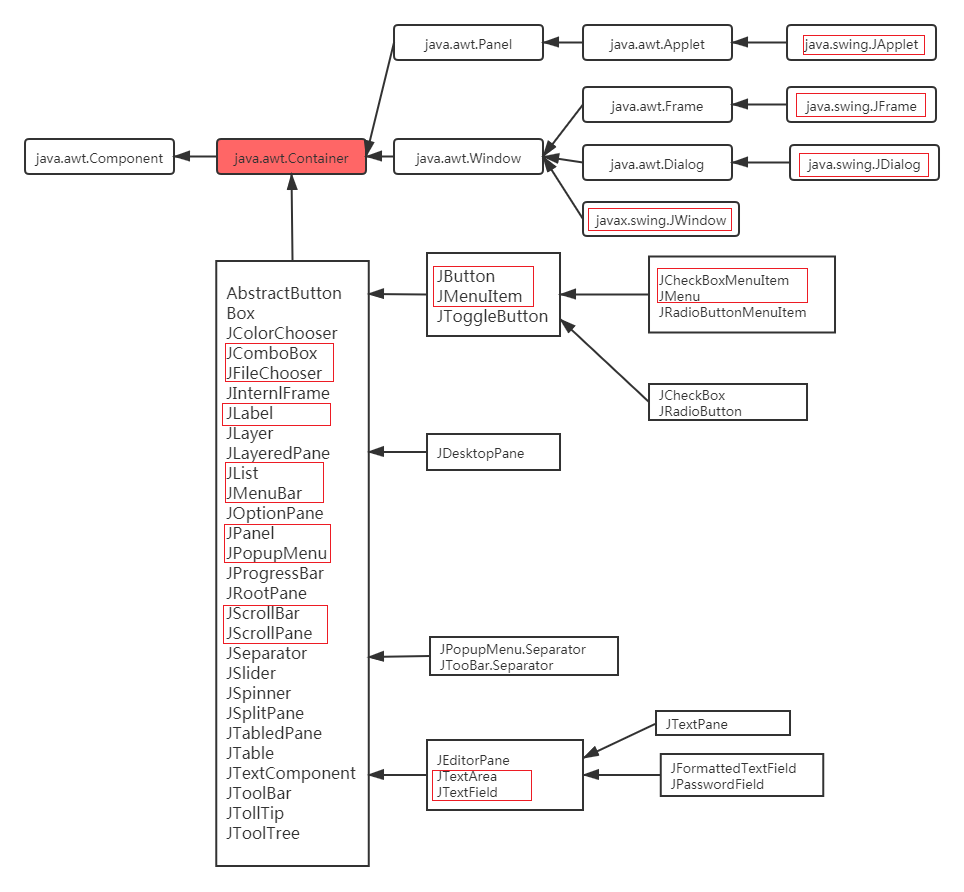 java.awt.Panel
java.awt.Applet
java.swing.JApplet
java.awt.Frame
java.swing.JFrame
java.awt.Component
java.awt.Container
java.awt.Window
java.awt.Dialog
java.swing.JDialog
javax.swing.JWindow
AbstractButton
Box
JColorChooser
JComboBox
JFileChooser
JInternlFrame
JLabel
JLayer
JLayeredPane
JList
JMenuBar
JOptionPane
JPanel
JPopupMenu
JProgressBar
JRootPane
JScrollBar
JScrollPane
JSeparator
JSlider
JSpinner
JSplitPane
JTabledPane
JTable
JTextComponent
JToolBar
JTollTip
JToolTree
JButton
JMenuItem
JToggleButton
JCheckBoxMenuItem
JMenu
JRadioButtonMenuItem
JCheckBox
JRadioButton
JDesktopPane
JPopupMenu.Separator
JTooBar.Separator
JEditorPane
JTextArea
JTextField
JTextPane
JFormattedTextField
JPasswordField